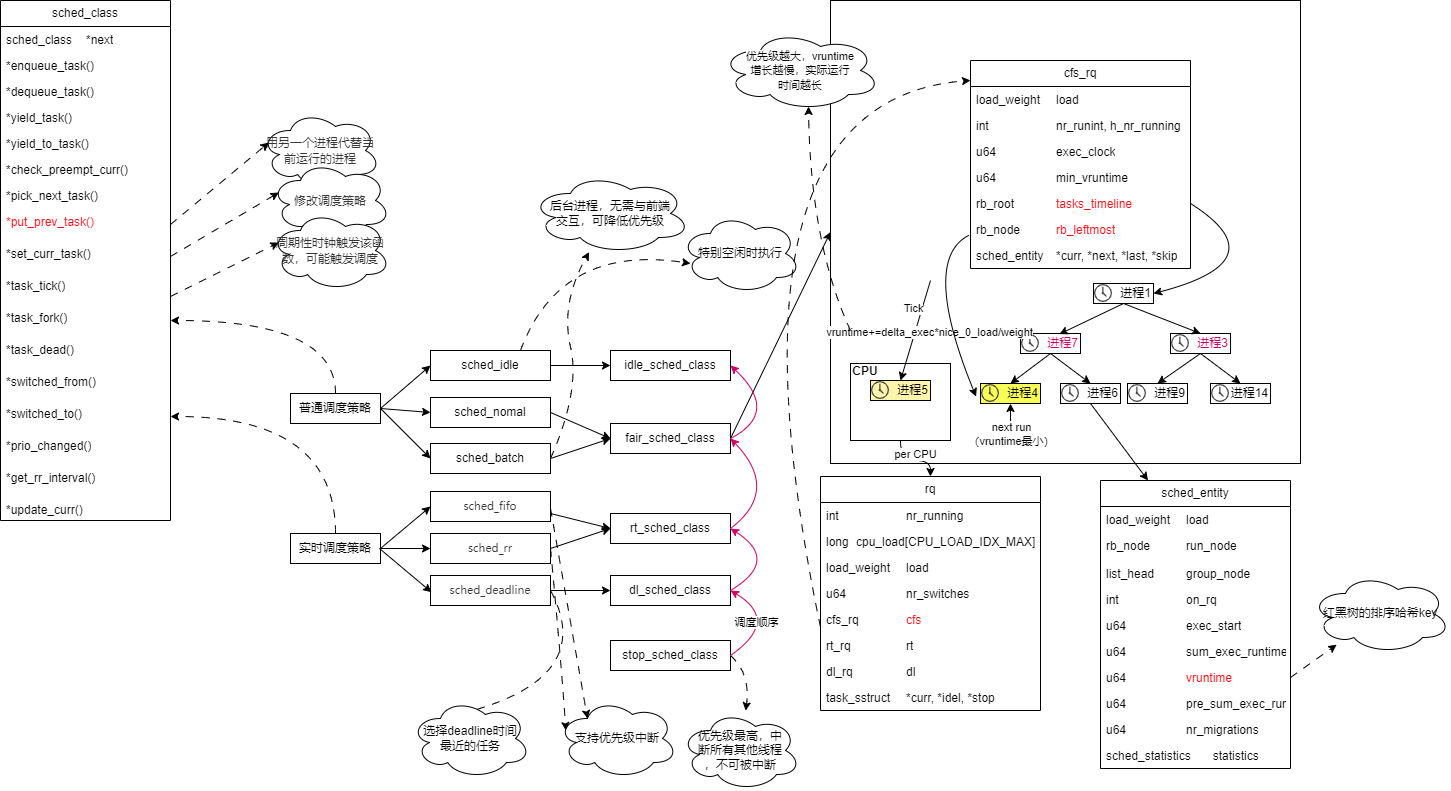 sched_class
sched_class *next
*enqueue_task()
*dequeue_task()
*yield_task()
*yield_to_task()
*check_preempt_curr()
*pick_next_task()
*put_prev_task()
*set_curr_task()
*task_tick()
*task_fork()
*task_dead()
*switched_from()
*switched_to()
*prio_changed()
*get_rr_interval()
*update_curr()
用另一个进程代替当
前运行的进程
修改调度策略
周期性时钟触发该函
数，可能触发调度
普通调度策略
实时调度策略
后台进程，无需与前端
交互，可降低优先级
特别空闲时执行
sched_idle
sched_nomal
sched_batch
sched_fifo
sched_rr
sched_deadline
idle_sched_class
fair_sched_class
rt_sched_class
dl_sched_class
stop_sched_class
调度顺序
选择deadline时间
最近的任务
支持优先级中断
优先级最高，中
断所有其他线程
，不可被中断
优先级越大，vruntime
增长越慢，实际运行
时间越长
cfs_rq
load_weight load
int nr_runint, h_nr_running
u64 exec_clock
u64 min_vruntime
rb_root tasks_timeline
rb_node rb_leftmost
sched_entity *curr, *next, *last, *skip
Tick
vruntime+=delta_exec*nice_0_load/weight
CPU
进程5
进程1
进程7
进程3
进程4
进程6
进程9
进程14
next run
（vruntime最小）
per CPU
rq
int nr_running
long cpu_load[CPU_LOAD_IDX_MAX]
load_weight load
u64 nr_switches
cfs_rq cfs
rt_rq rt
dl_rq dl
task_sstruct *curr, *idel, *stop
sched_entity
load_weight load
rb_node run_node
list_head group_node
int on_rq
u64 exec_start
u64 sum_exec_runtime
u64 vruntime
u64 pre_sum_exec_rur
u64 nr_migrations
sched_statistics statistics
红黑树的排序哈希key